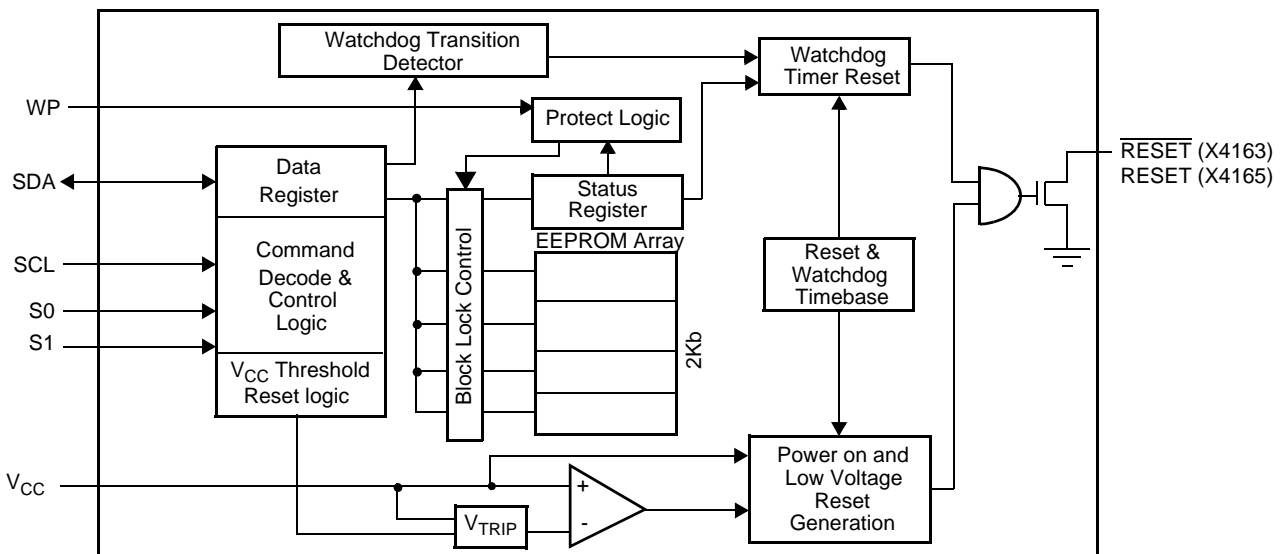 Watchdog Transition
Detector
Watchdog
Timer Reset
WP
Protect Logic
SDA
Data
Register
Status
Register
RESET (X4163)
RESET (X4165)
EEPROM Array
SCL
Command
Decode &
Control
Logic
S0
S1
Block Lock Control
2Kb
Reset &
Watchdog
Timebase
VCC Threshold
Reset logic
VCC
+
-
VTRIP
Power on and
Low Voltage
Reset
Generation